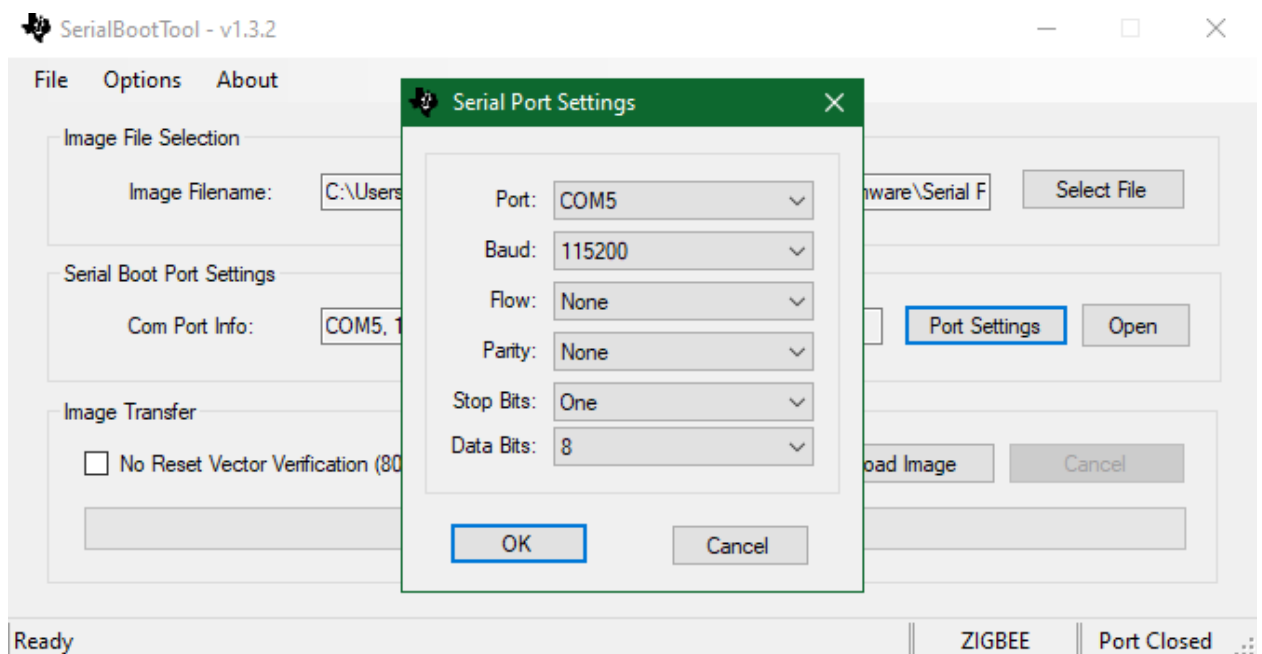 SerialBootTool - v1.3.2
File Options About
Serial Port Settings
Image File Selection
Image Filename: C:\Users ware\Serial F Select File
Port: COM5
Baud: 115200
Serial Boot Port Settings
Flow: None
Com Port Info: COM5, 1 Port Settings Open
Parity: None
Stop Bits: One
Image Transfer
Data Bits: 8
No Reset Vector Verification (80 oad Image Cancel
OK Cancel
Ready ZIGBEE Port Closed